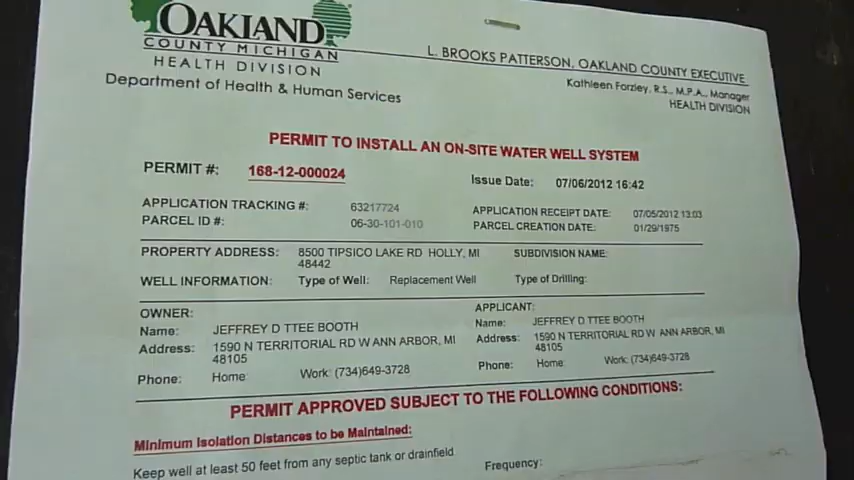 OAKLAND
COUNTY MICHIGAN
HEALTH DIVISION
Department of Health & Human Services
L. BROOKS PATTERSON, OAKLAND COUNTY EXECUTIVE
Kathleen Forzley, R.S., M.P.A., Manager
HEALTH DIVISION
PERMIT TO INSTALL AN ON-SITE WATER WELL SYSTEM
PERMIT #: 168-12-000024 Issue Date: 07/06/2012 16:42
APPLICATION TRACKING #: 63217724 APPLICATION RECEIPT DATE: 07/05/2012 13:03
PARCEL ID #: 06-30-101-010 PARCEL CREATION DATE: 01/29/1975
PROPERTY ADDRESS: 8500 TIPSICO LAKE RD HOLLY, MI SUBDIVISION NAME:
48442
WELL INFORMATION: Type of Well: Replacement Well Type of Drilling:
OWNER: APPLICANT:
Name: JEFFREY D TTEE BOOTH Name: JEFFREY D TTEE BOOTH
Address: 1590 N TERRITORIAL RD W ANN ARBOR, MI Address: 1590 N TERRITORIAL RD W ANN ARBOR, MI
48105 48105
Phone: Home: Work: (734)649-3728 Phone: Home: Work: (734)649-3728
PERMIT APPROVED SUBJECT TO THE FOLLOWING CONDITIONS:
Minimum Isolation Distances to be Maintained:
Keep well at least 50 feet from any septic tank or drainfield Frequency: